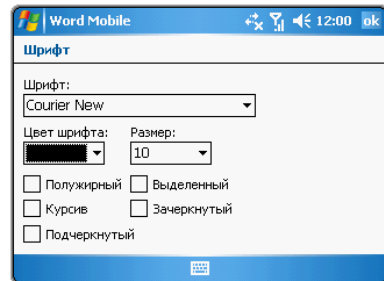 Word Mobile 12:00 ok
Шрифт
Шрифт:
Courier New
Цвет шрифта: Размер:
10
Полужирный Выделенный
Курсив Зачеркнутый
Подчеркнутый